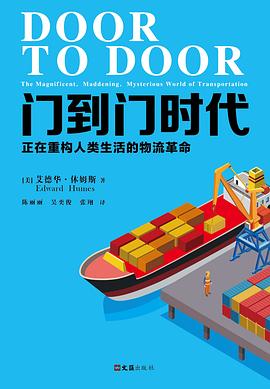 DOOR
TO DOOR
The Magnificent, Maddening, Mysterious World of Transportation
门到门时代
正在重构人类生活的物流革命
[美] 艾德华·休姆斯 著
Edward Humes
陈丽丽 吴奕俊 张翔 译
文匯出版社